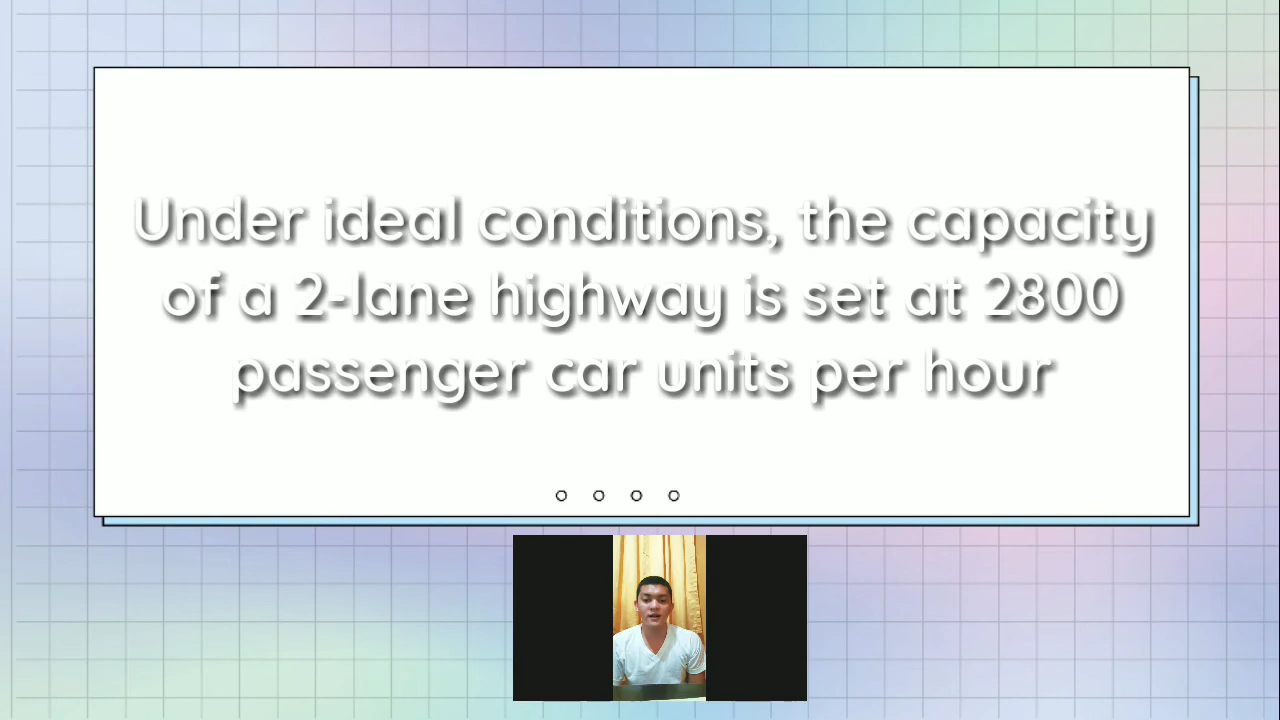 Under ideal conditions, the capacity
of a 2-lane highway is set at 2800
passenger car units per hour